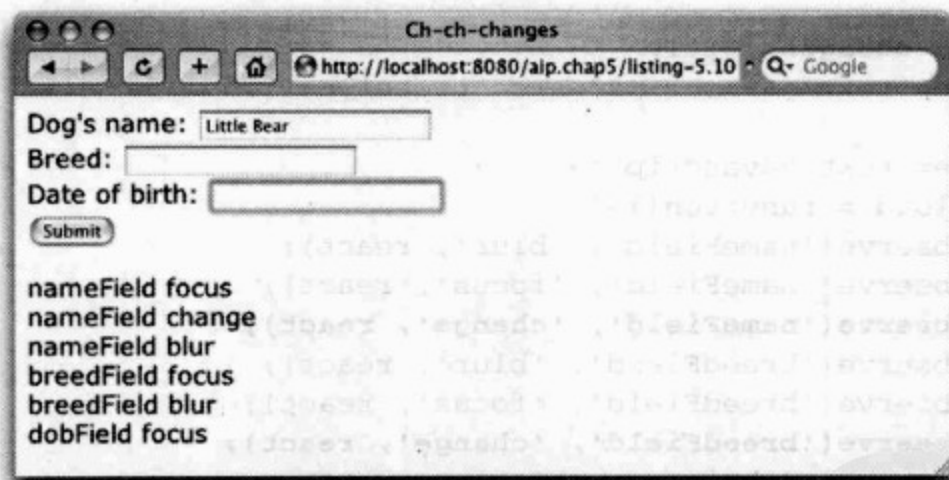 Ch-ch-changes
http://localhost:8080/aip.chap5/listing-5.10 Google
Dog's name: Little Bear
Breed:
Date of birth:
Submit
nameField focus
nameField change
nameField blur
breedField focus
breedField blur
dobField focus